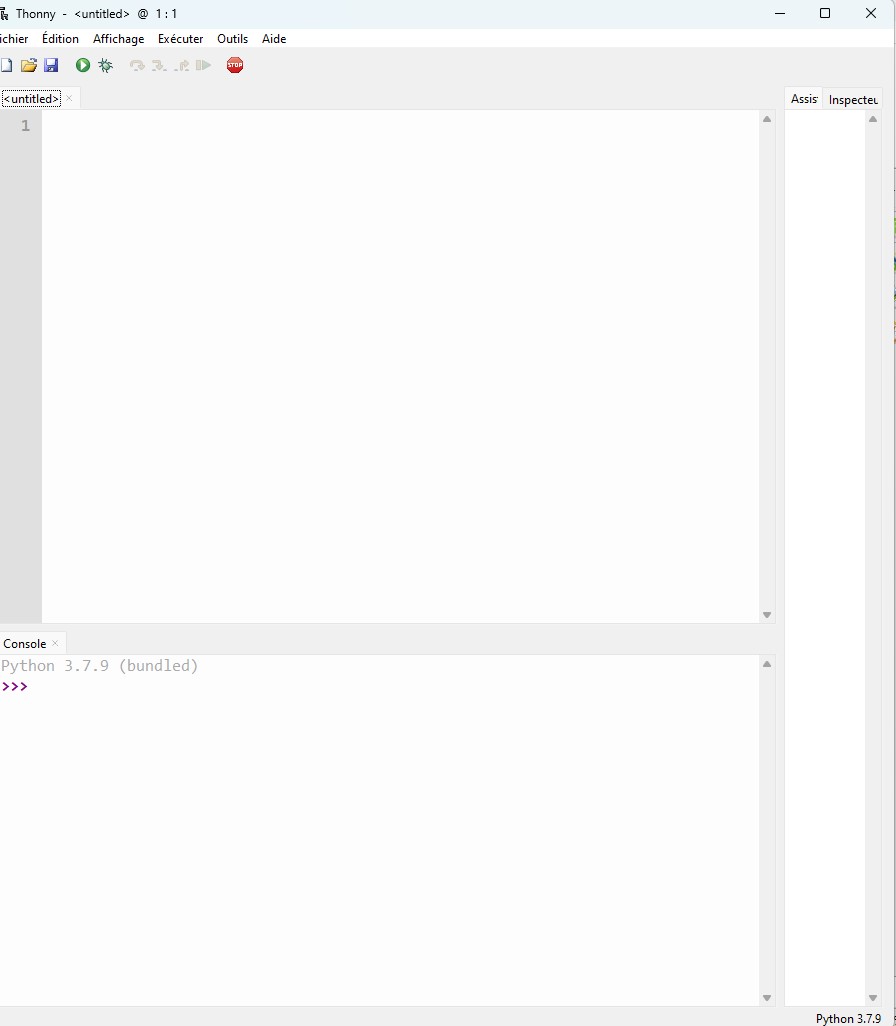 Thonny - <untitled> @ 1 : 1
ichier Édition Affichage Exécuter Outils Aide
STOP
<untitled> ×
Assis Inspecteu
1
Console ×
Python 3.7.9 (bundled)
>>>
Python 3.7.9